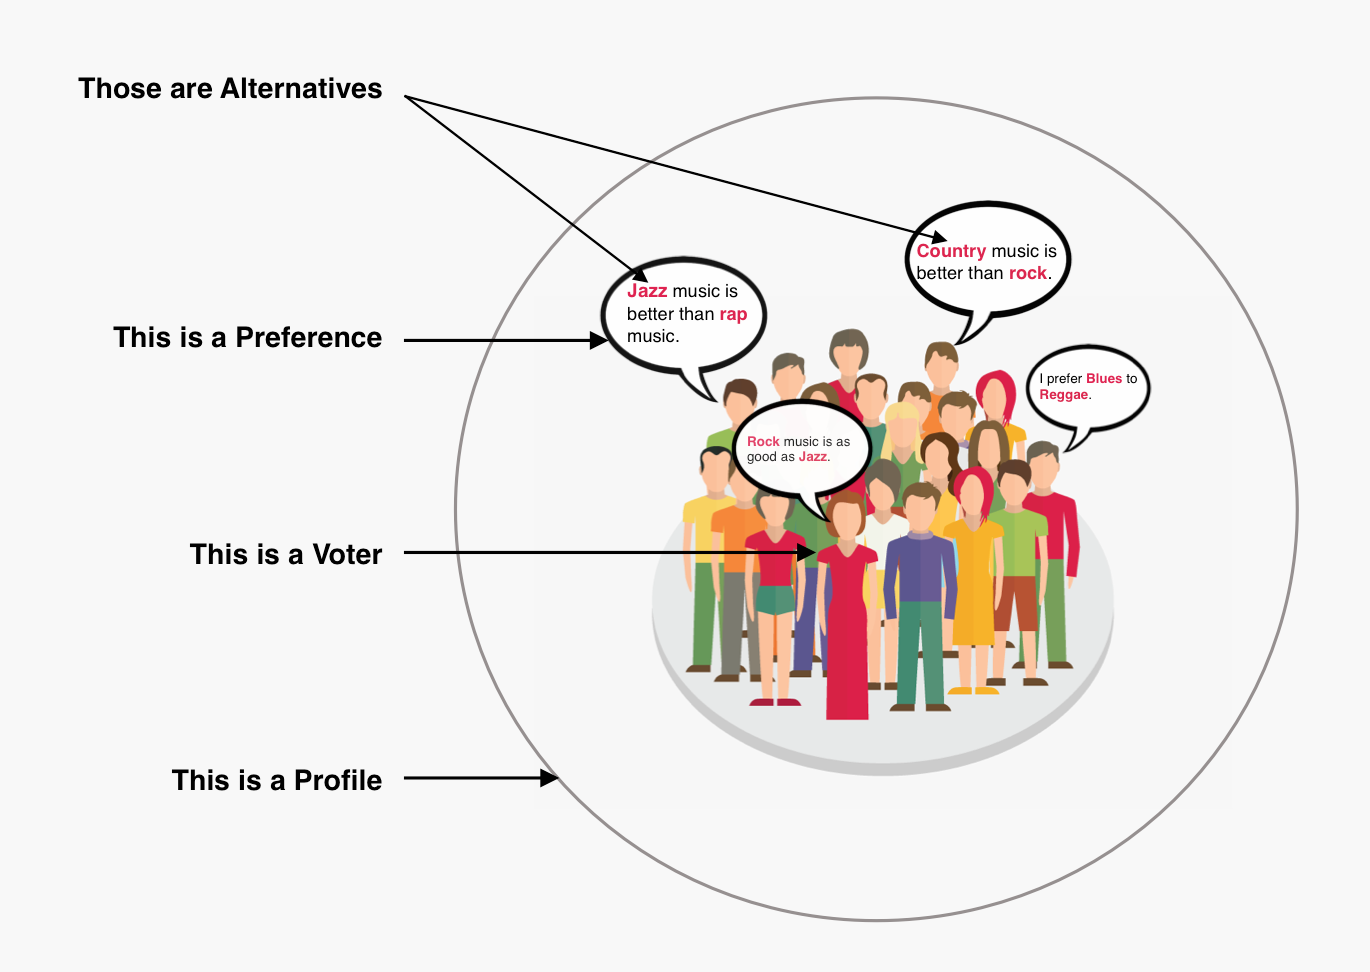 Those are Alternatives
Country music is
better than rock.
Jazz music is
better than rap
music.
This is a Preference
I prefer Blues to
Reggae.
Rock music is as
good as Jazz.
This is a Voter
This is a Profile